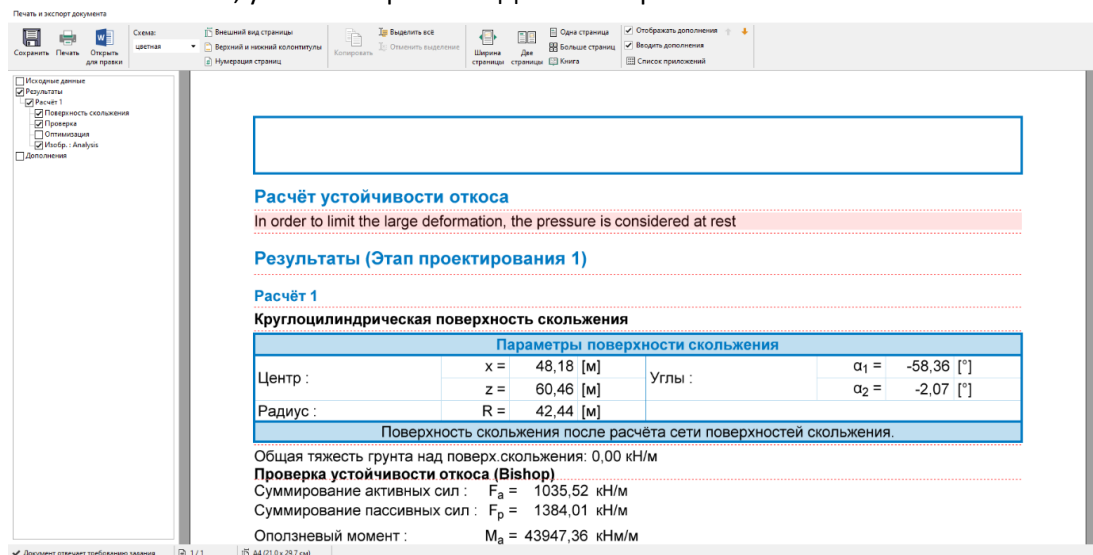 Печать и экспорт документа
Сохранить Печать Открыть для правки
Схема:
цветная
Внешний вид страницы
Верхний и нижний колонтитулы
Нумерация страниц
Копировать
Выделить всё
Отменить выделение
Ширина страницы
Две страницы
Одна страница
Больше страниц
Книга
Отображать дополнения
Вводить дополнения
Список приложений
Исходные данные
Результаты
Расчёт 1
Поверхность скольжения
Проверка
Оптимизация
Изобр. : Analysis
Дополнения
Расчёт устойчивости откоса
In order to limit the large deformation, the pressure is considered at rest
Результаты (Этап проектирования 1)
Расчёт 1
Круглоцилиндрическая поверхность скольжения
Параметры поверхности скольжения
Центр : x = 48,18 [м] Углы : α1 = -58,36 [°]
z = 60,46 [м] α2 = -2,07 [°]
Радиус : R = 42,44 [м]
Поверхность скольжения после расчёта сети поверхностей скольжения.
Общая тяжесть грунта над поверх.скольжения: 0,00 кН/м
Проверка устойчивости откоса (Bishop)
Суммирование активных сил : Fa = 1035,52 кН/м
Суммирование пассивных сил : Fp = 1384,01 кН/м
Оползневый момент : Ma = 43947,36 кНм/м
Документ отвечает требованию задания 1 / 1 A4 (21,0 x 29,7 см)